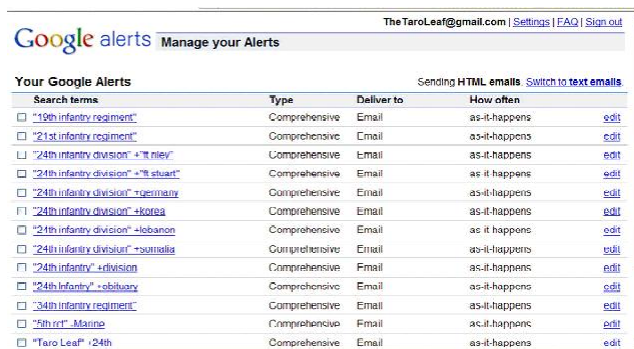 TheTaroLeaf@gmail.com | Settings | FAQ | Sign out
Google alerts Manage your Alerts
Your Google Alerts Sending HTML emails. Switch to text emails.
Search terms Type Deliver to How often
"19th infantry regiment" Comprehensive Email as-it-happens edit
"21st infantry regiment" Comprehensive Email as-it-happens edit
"24th infantry division" +"ft riley" Comprehensive Email as-it-happens edit
"24th infantry division" +"ft stuart" Comprehensive Email as-it-happens edit
"24th infantry division" +germany Comprehensive Email as-it-happens edit
"24th infantry division" +korea Comprehensive Email as-it-happens edit
"24th infantry division" +lebanon Comprehensive Email as-it-happens edit
"24th infantry division" +somalia Comprehensive Email as-it-happens edit
"24th infantry" +division Comprehensive Email as-it-happens edit
"24th Infantry" +obituary Comprehensive Email as-it-happens edit
"34th infantry regiment" Comprehensive Email as-it-happens edit
"5th rct" -Marine Comprehensive Email as-it-happens edit
"Taro Leaf" +24th Comprehensive Email as-it-happens edit